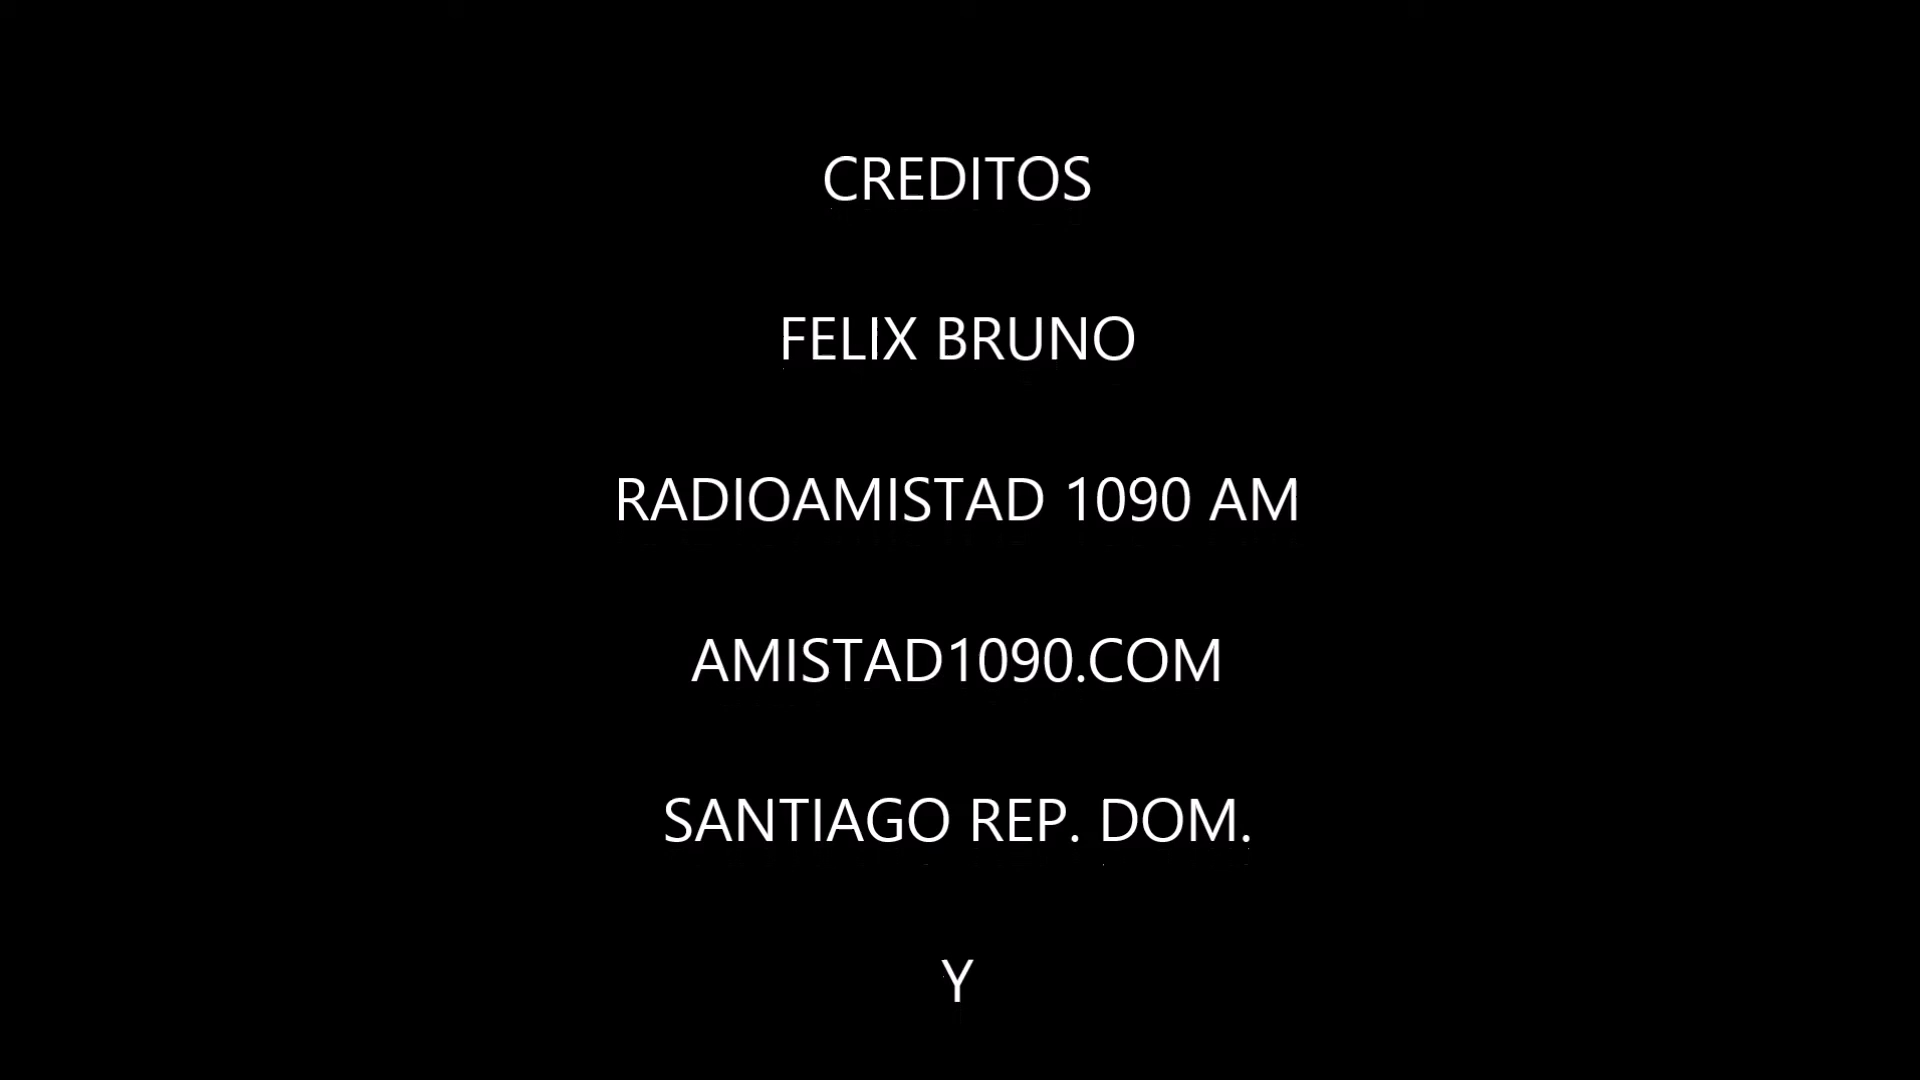 CREDITOS
FELIX BRUNO
RADIOAMISTAD 1090 AM
AMISTAD1090.COM
SANTIAGO REP. DOM.
Y